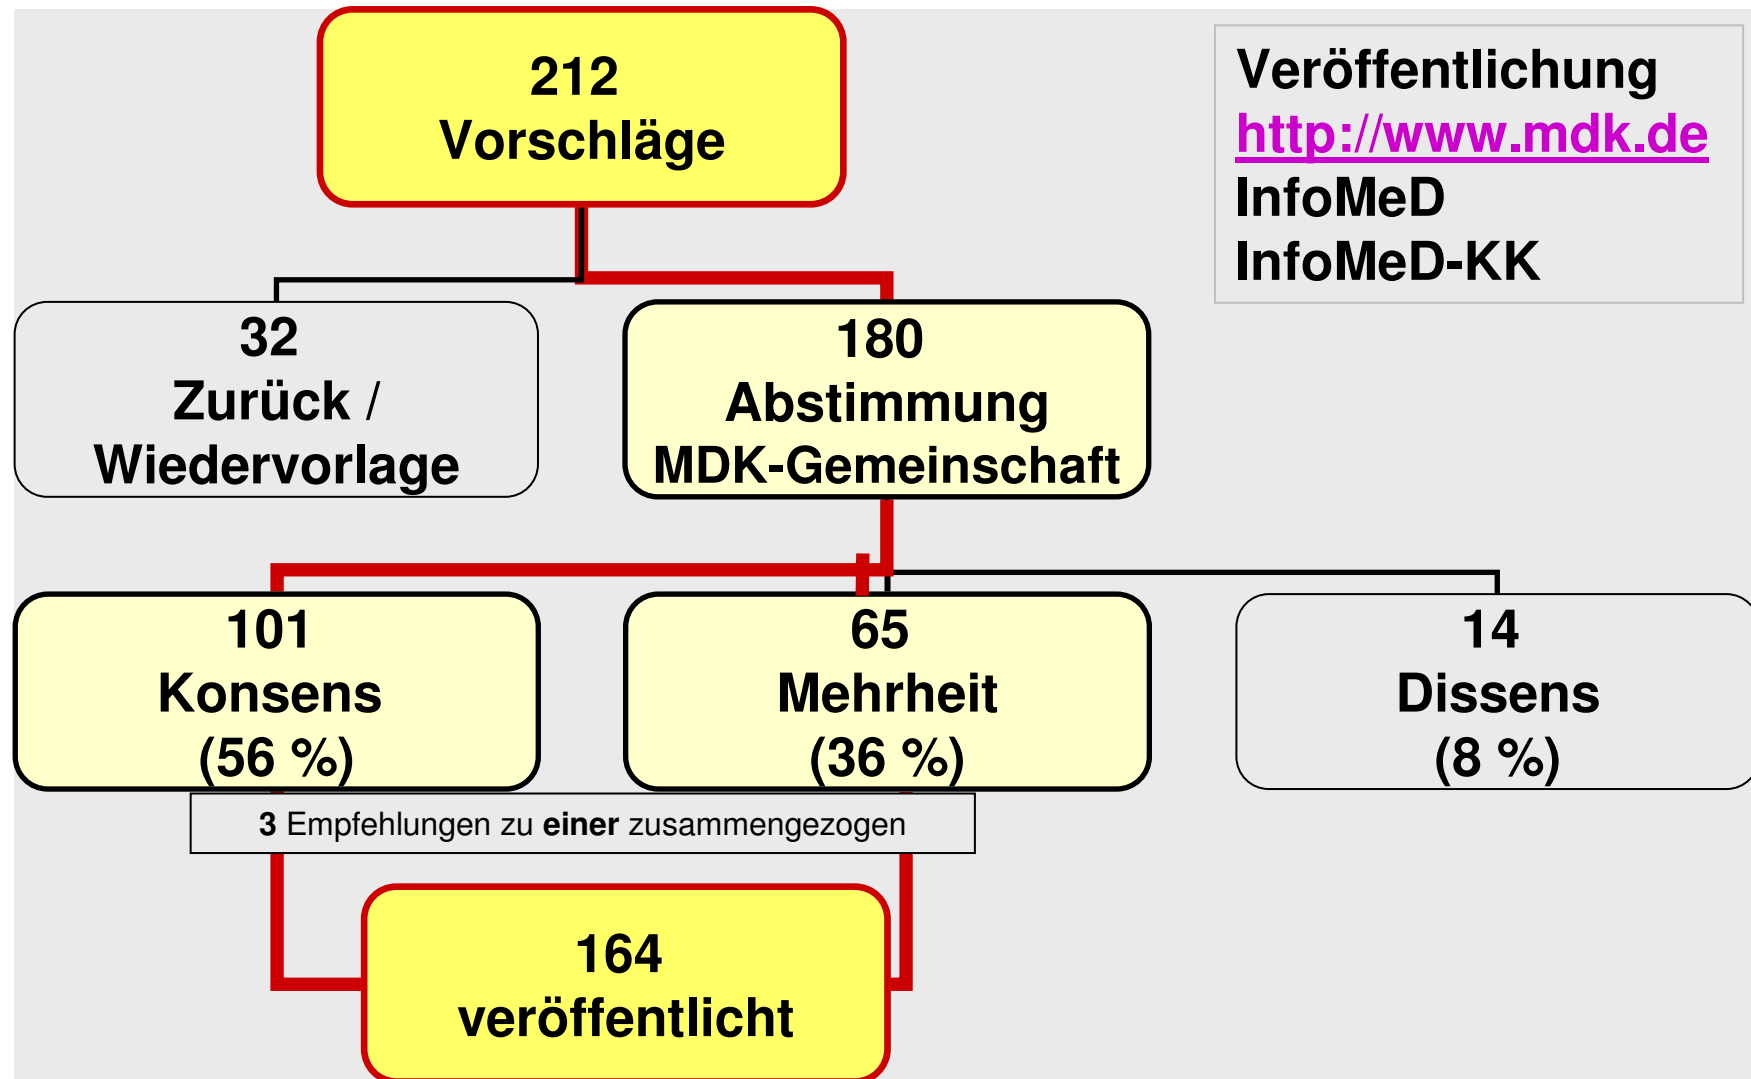 212
Vorschläge
Veröffentlichung
http://www.mdk.de
InfoMeD
InfoMeD-KK
32
Zurück /
Wiedervorlage
180
Abstimmung
MDK-Gemeinschaft
101
Konsens
(56 %)
65
Mehrheit
(36 %)
14
Dissens
(8 %)
3 Empfehlungen zu einer zusammengezogen
164
veröffentlicht